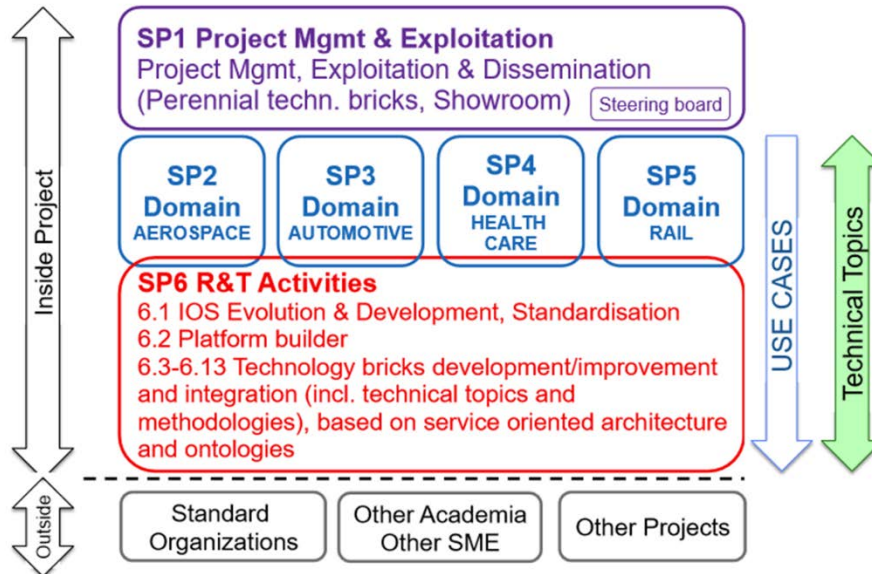 SP1 Project Mgmt & Exploitation
Project Mgmt, Exploitation & Dissemination
(Perennial techn. bricks, Showroom)
Steering board
Inside Project
SP2
Domain
AEROSPACE
SP3
Domain
AUTOMOTIVE
SP4
Domain
HEALTH
CARE
SP5
Domain
RAIL
USE CASES
Technical Topics
SP6 R&T Activities
6.1 IOS Evolution & Development, Standardisation
6.2 Platform builder
6.3-6.13 Technology bricks development/improvement
and integration (incl. technical topics and
methodologies), based on service oriented architecture
and ontologies
Outside
Standard
Organizations
Other Academia
Other SME
Other Projects